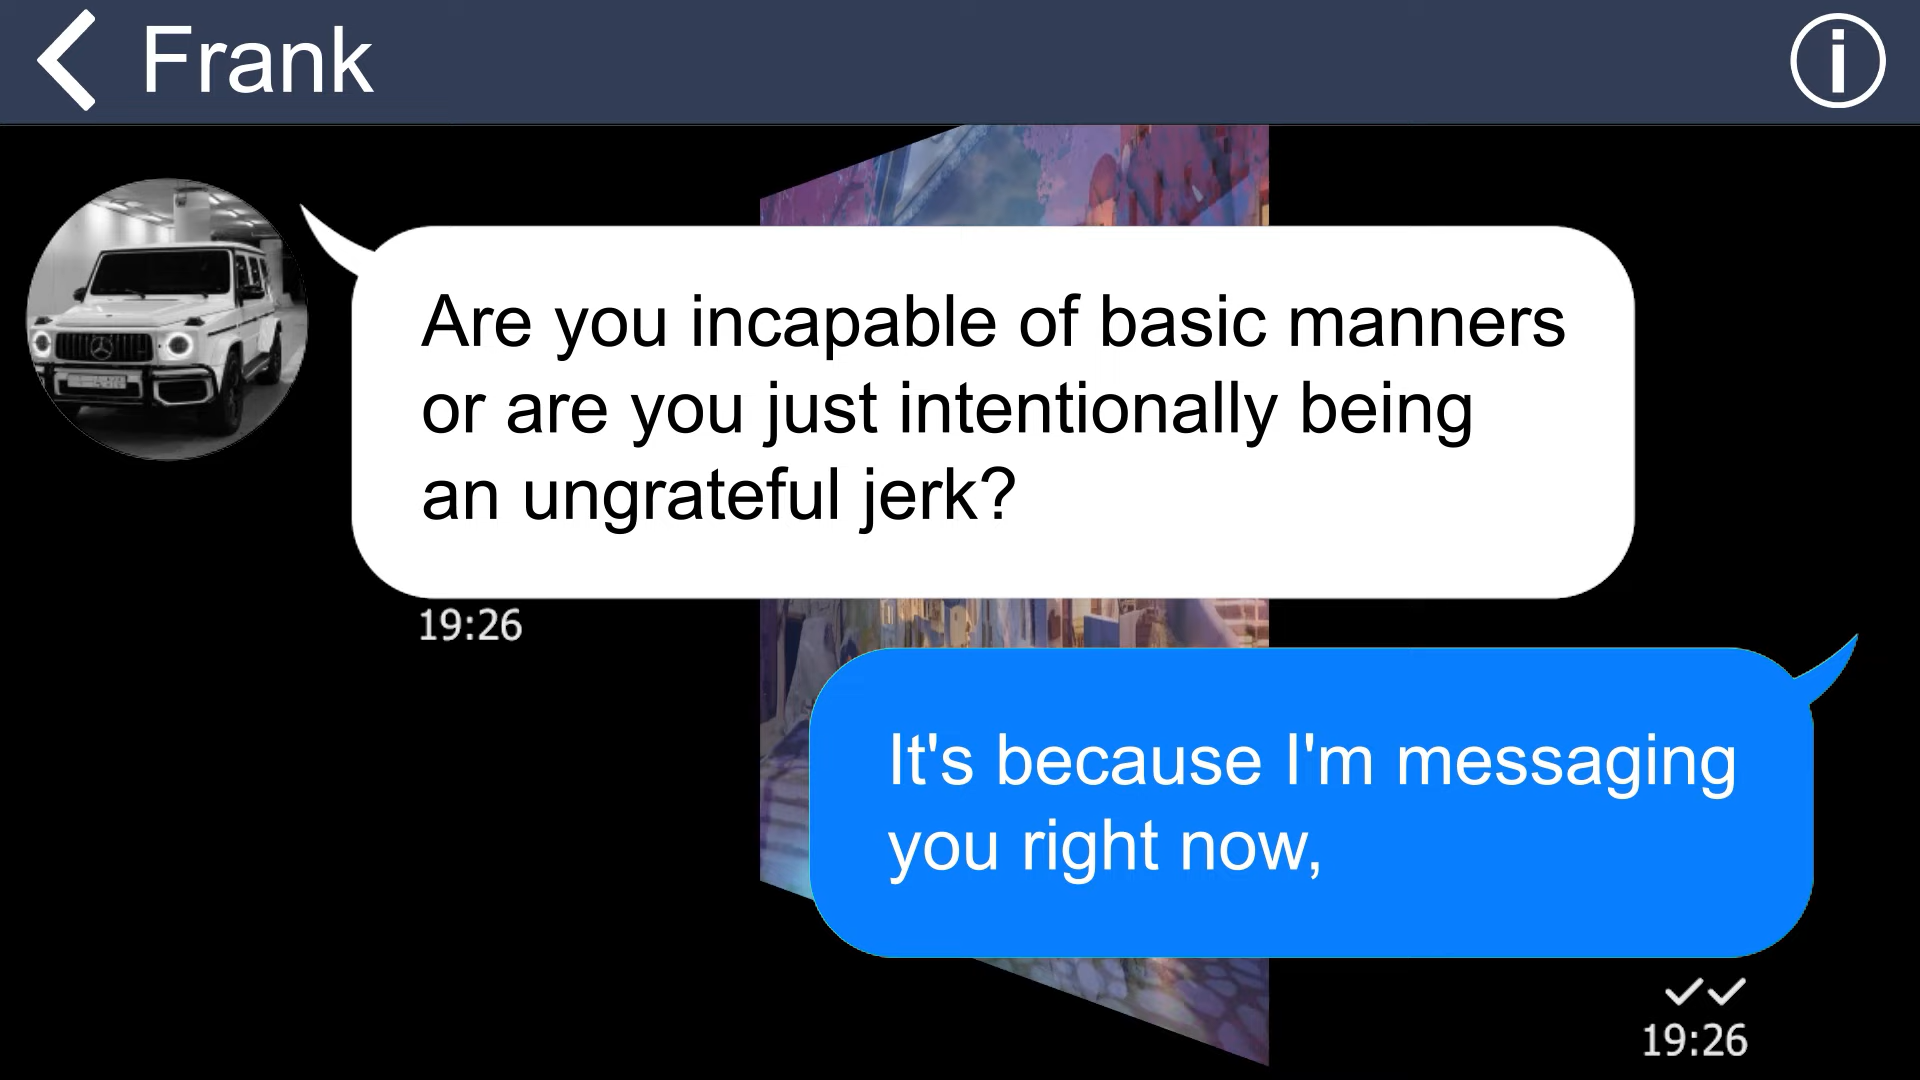 Frank
Are you incapable of basic manners
or are you just intentionally being
an ungrateful jerk?
19:26
It's because I'm messaging
you right now,
19:26